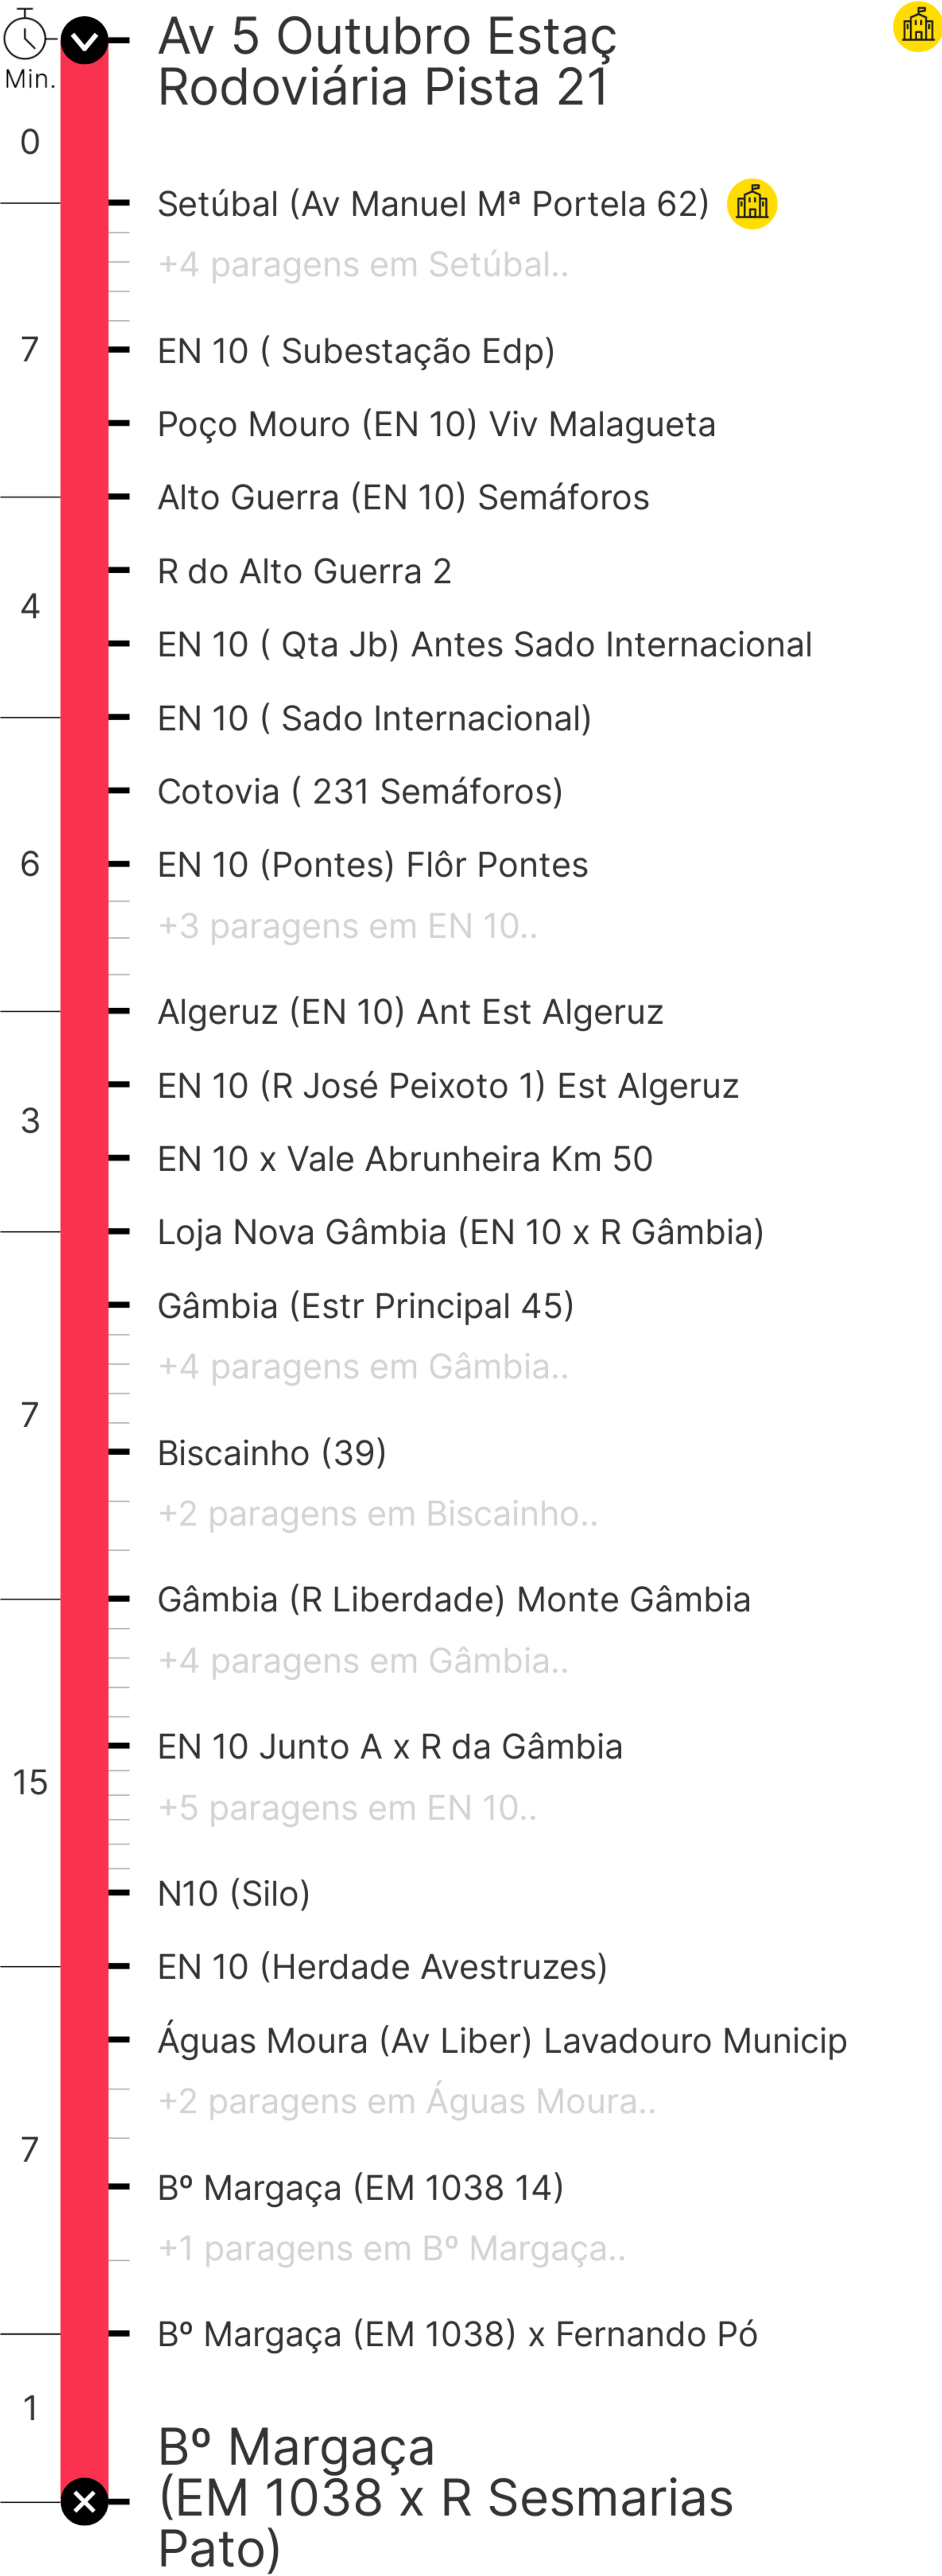 Av 5 Outubro Estaç
Rodoviária Pista 21
Min.
0
Setúbal (Av Manuel Mª Portela 62)
+4 paragens em Setúbal..
7
EN 10 ( Subestação Edp)
Poço Mouro (EN 10) Viv Malagueta
Alto Guerra (EN 10) Semáforos
R do Alto Guerra 2
4
EN 10 ( Qta Jb) Antes Sado Internacional
EN 10 ( Sado Internacional)
Cotovia ( 231 Semáforos)
6
EN 10 (Pontes) Flôr Pontes
+3 paragens em EN 10..
Algeruz (EN 10) Ant Est Algeruz
EN 10 (R José Peixoto 1) Est Algeruz
3
EN 10 x Vale Abrunheira Km 50
Loja Nova Gâmbia (EN 10 x R Gâmbia)
Gâmbia (Estr Principal 45)
+4 paragens em Gâmbia..
7
Biscainho (39)
+2 paragens em Biscainho..
Gâmbia (R Liberdade) Monte Gâmbia
+4 paragens em Gâmbia..
EN 10 Junto A x R da Gâmbia
15
+5 paragens em EN 10..
N10 (Silo)
EN 10 (Herdade Avestruzes)
Águas Moura (Av Liber) Lavadouro Municip
+2 paragens em Águas Moura..
7
Bº Margaça (EM 1038 14)
+1 paragens em Bº Margaça..
Bº Margaça (EM 1038) x Fernando Pó
1
Bº Margaça
(EM 1038 x R Sesmarias
Pato)